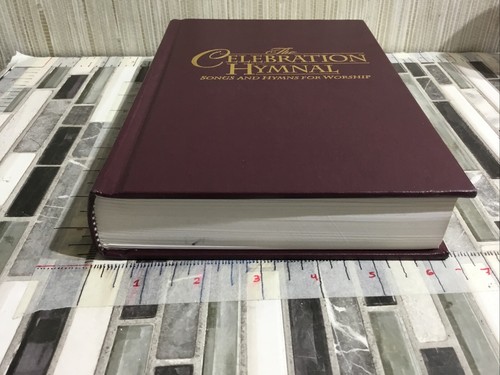 The
CELEBRATION
HYMNAL
SONGS AND HYMNS FOR WORSHIP
1 2 3 4 5 6 7